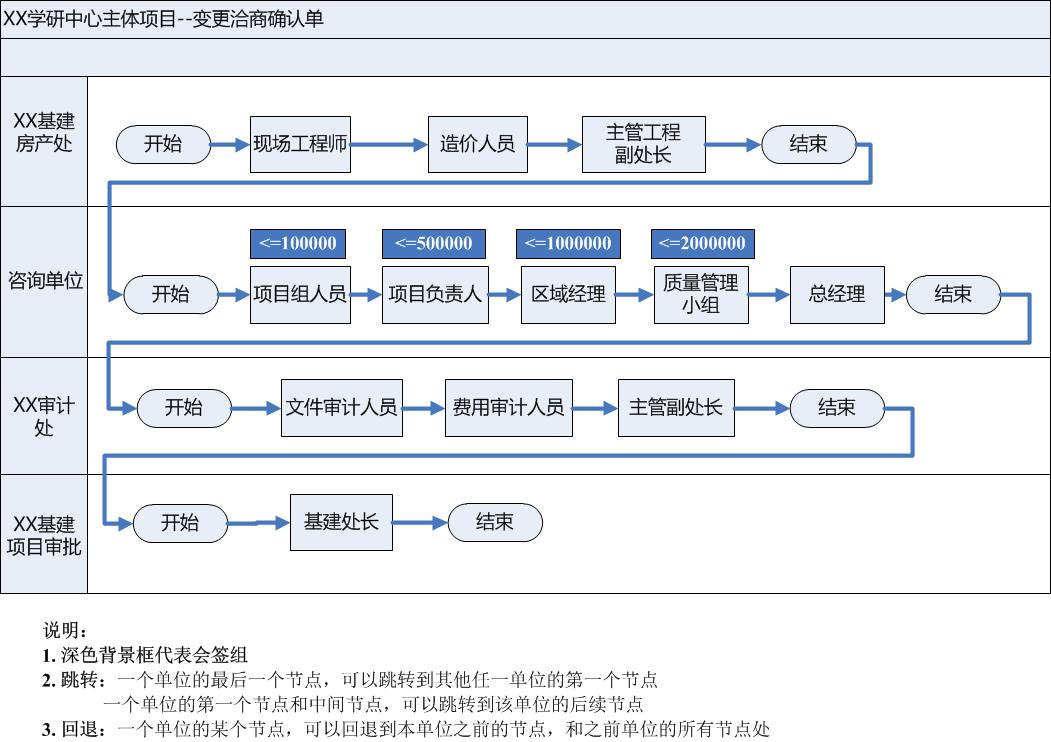 XX学研中心主体项目--变更洽商确认单
XX基建
房产处
开始
现场工程师
造价人员
主管工程
副处长
结束
<=100000
<=500000
<=1000000
<=2000000
咨询单位
开始
项目组人员
项目负责人
区域经理
质量管理
小组
总经理
结束
XX审计
处
开始
文件审计人员
费用审计人员
主管副处长
结束
XX基建
项目审批
开始
基建处长
结束
说明：
1. 深色背景框代表会签组
2. 跳转：一个单位的最后一个节点，可以跳转到其他任一单位的第一个节点
一个单位的第一个节点和中间节点，可以跳转到该单位的后续节点
3. 回退：一个单位的某个节点，可以回退到本单位之前的节点，和之前单位的所有节点处